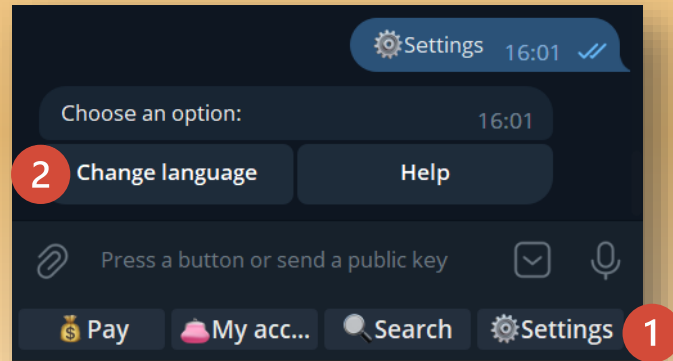 ⚙Settings 16:01
Choose an option: 16:01
2 Change language Help
Press a button or send a public key
💰 Pay 👛My acc... 🔍Search ⚙Settings 1